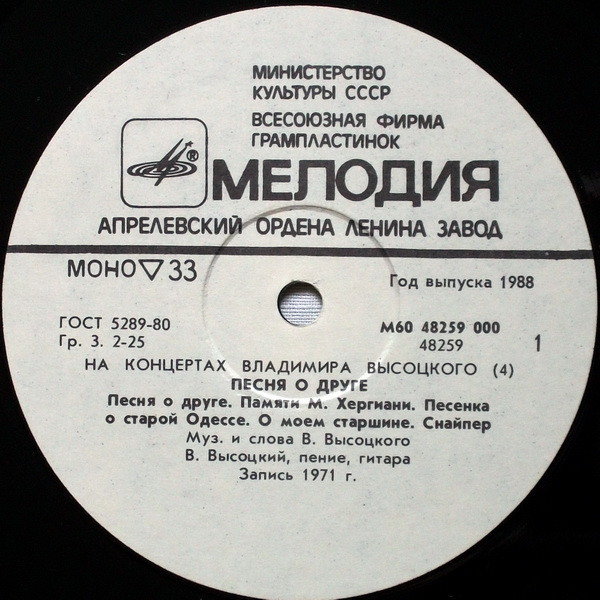 МИНИСТЕРСТВО
КУЛЬТУРЫ СССР
ВСЕСОЮЗНАЯ ФИРМА
ГРАМПЛАСТИНОК
® МЕЛОДИЯ
АПРЕЛЕВСКИЙ ОРДЕНА ЛЕНИНА ЗАВОД
МОНО ▽ 33
Год выпуска 1988
ГОСТ 5289-80
М60 48259 000
Гр. 3. 2-25
48259
1
НА КОНЦЕРТАХ ВЛАДИМИРА ВЫСОЦКОГО (4)
ПЕСНЯ О ДРУГЕ
Песня о друге. Памяти М. Хергиани. Песенка
о старой Одессе. О моем старшине. Снайпер
Муз. и слова В. Высоцкого
В. Высоцкий, пение, гитара
Запись 1971 г.